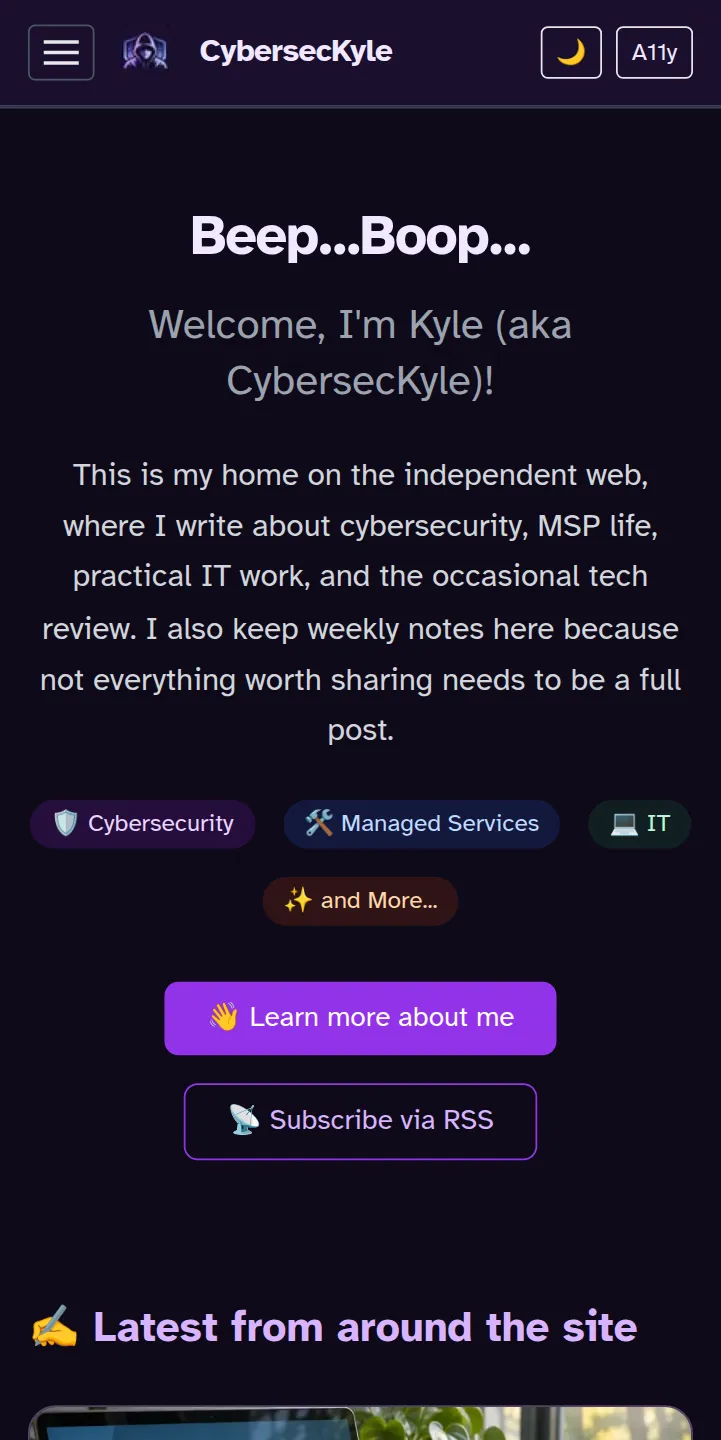 CybersecKyle
🌙
A11y
Beep...Boop...
Welcome, I'm Kyle (aka
CybersecKyle)!
This is my home on the independent web,
where I write about cybersecurity, MSP life,
practical IT work, and the occasional tech
review. I also keep weekly notes here because
not everything worth sharing needs to be a full
post.
🛡️ Cybersecurity
🛠️ Managed Services
💻 IT
✨ and More...
👋 Learn more about me
📡 Subscribe via RSS
✍️ Latest from around the site